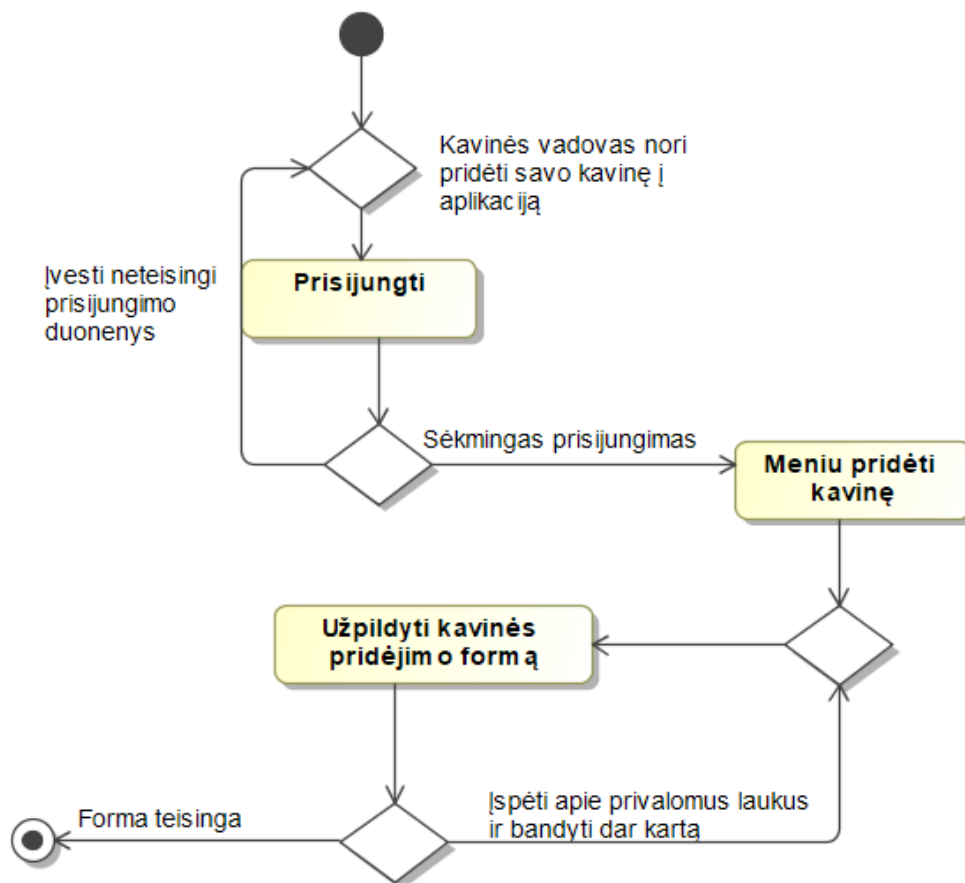 Kavinės vadovas nori
pridėti savo kavinę į
aplikaciją
Įvesti neteisingi
prisijungimo
duonenys
Prisijungti
Sėkmingas prisijungimas
Meniu pridėti
kavinę
Užpildyti kavinės
pridėjimo formą
Forma teisinga
Įspėti apie privalomus laukus
ir bandyti dar kartą